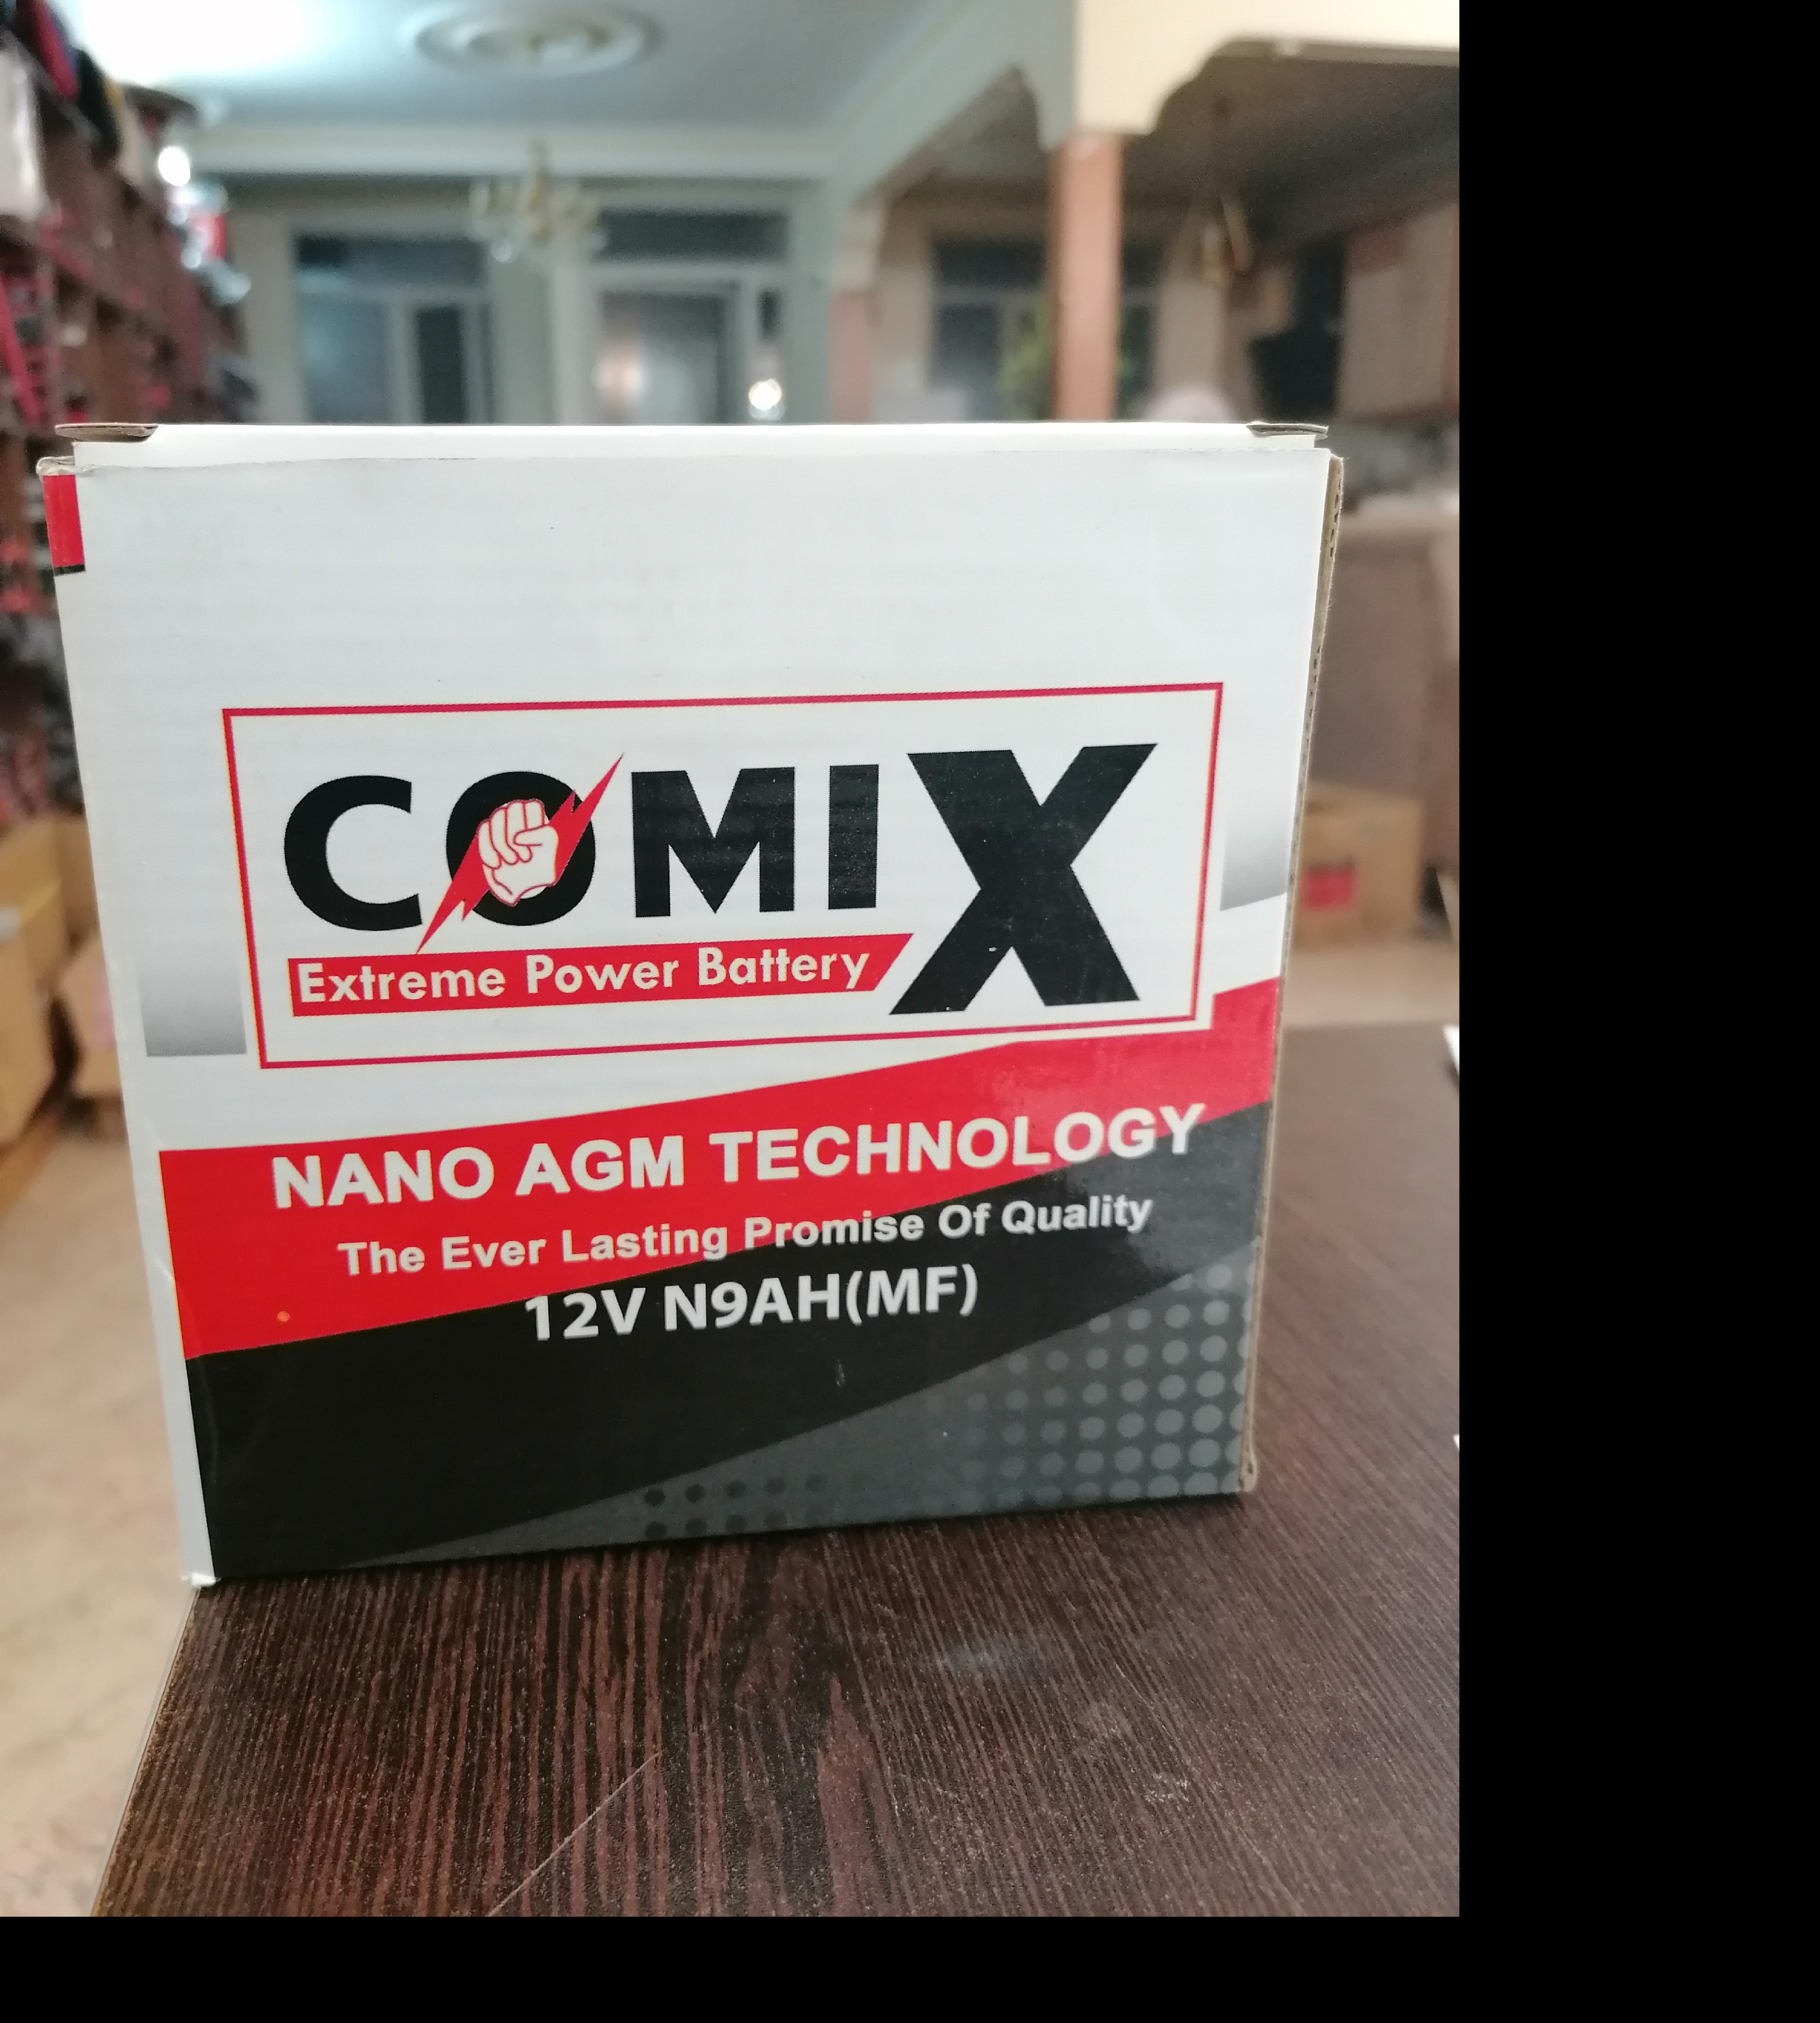 COMIX
Extreme Power Battery
NANO AGM TECHNOLOGY
The Ever Lasting Promise Of Quality
12V N9AH(MF)